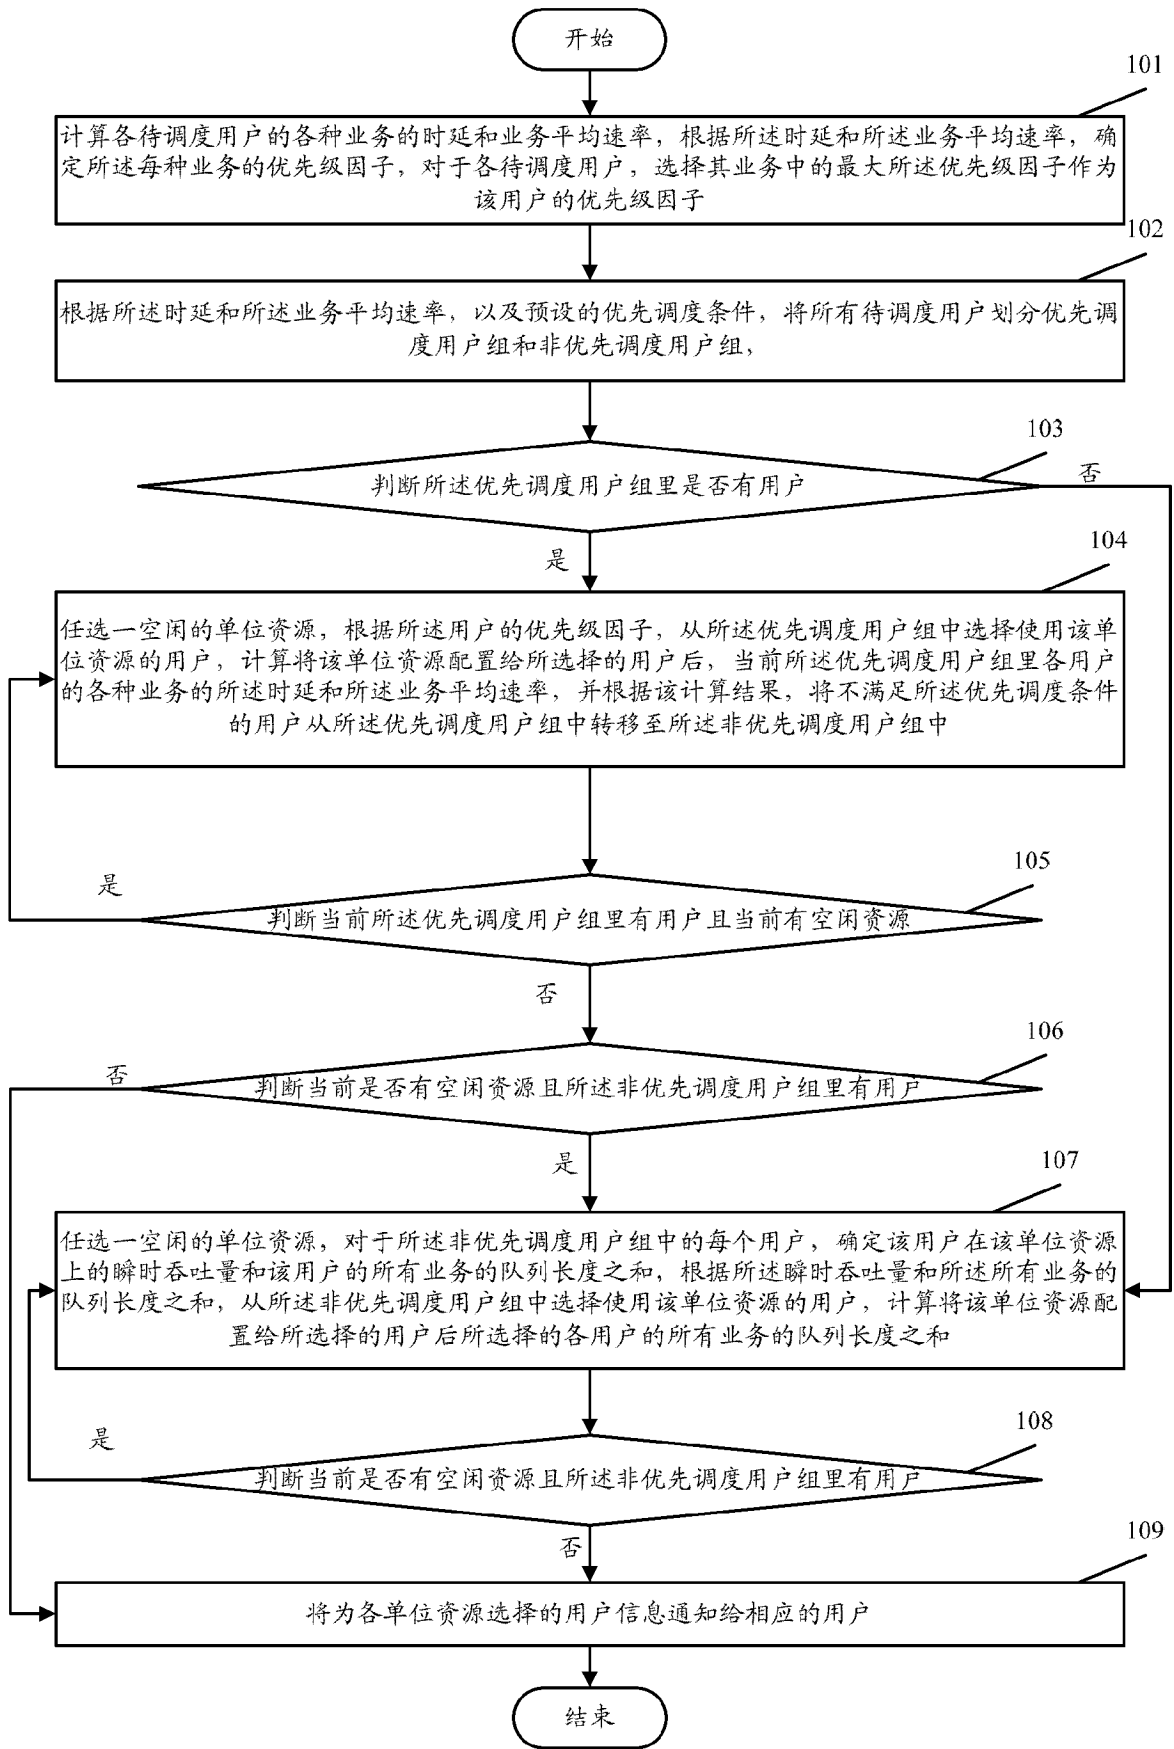 开始
101
计算各待调度用户的各种业务的时延和业务平均速率，根据所述时延和所述业务平均速率，确
定所述每种业务的优先级因子，对于各待调度用户，选择其业务中的最大所述优先级因子作为
该用户的优先级因子
102
根据所述时延和所述业务平均速率，以及预设的优先调度条件，将所有待调度用户划分优先调
度用户组和非优先调度用户组，
103
判断所述优先调度用户组里是否有用户
否
是
104
任选一空闲的单位资源，根据所述用户的优先级因子，从所述优先调度用户组中选择使用该单
位资源的用户，计算将该单位资源配置给所选择的用户后，当前所述优先调度用户组里各用户
的各种业务的所述时延和所述业务平均速率，并根据该计算结果，将不满足所述优先调度条件
的用户从所述优先调度用户组中转移至所述非优先调度用户组中
105
是
判断当前所述优先调度用户组里有用户且当前有空闲资源
否
106
否
判断当前是否有空闲资源且所述非优先调度用户组里有用户
是
107
任选一空闲的单位资源，对于所述非优先调度用户组中的每个用户，确定该用户在该单位资源
上的瞬时吞吐量和该用户的所有业务的队列长度之和，根据所述瞬时吞吐量和所述所有业务的
队列长度之和，从所述非优先调度用户组中选择使用该单位资源的用户，计算将该单位资源配
置给所选择的用户后所选择的各用户的所有业务的队列长度之和
108
是
判断当前是否有空闲资源且所述非优先调度用户组里有用户
否
109
将为各单位资源选择的用户信息通知给相应的用户
结束